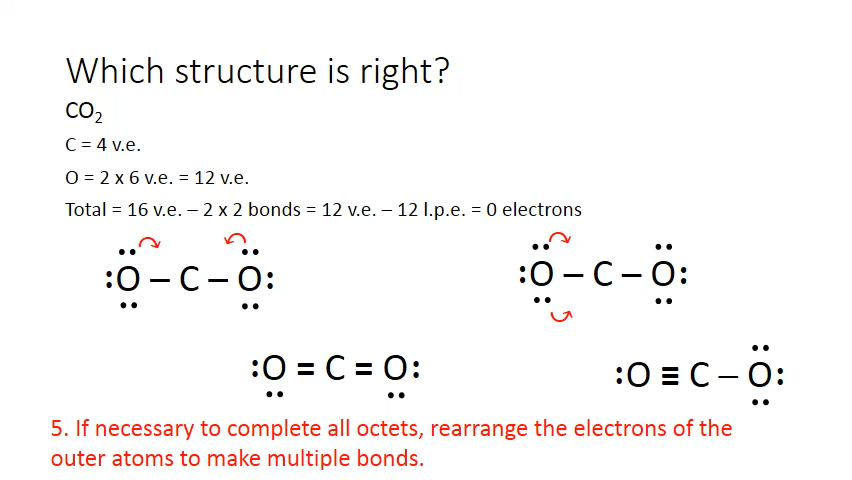 Which structure is right?
CO₂
C = 4 v.e.
O = 2 x 6 v.e. = 12 v.e.
Total = 16 v.e. – 2 x 2 bonds = 12 v.e. – 12 l.p.e. = 0 electrons
:O – C – O:
:O – C – O:
:O = C = O:
:O ≡ C – O:
5. If necessary to complete all octets, rearrange the electrons of the
outer atoms to make multiple bonds.